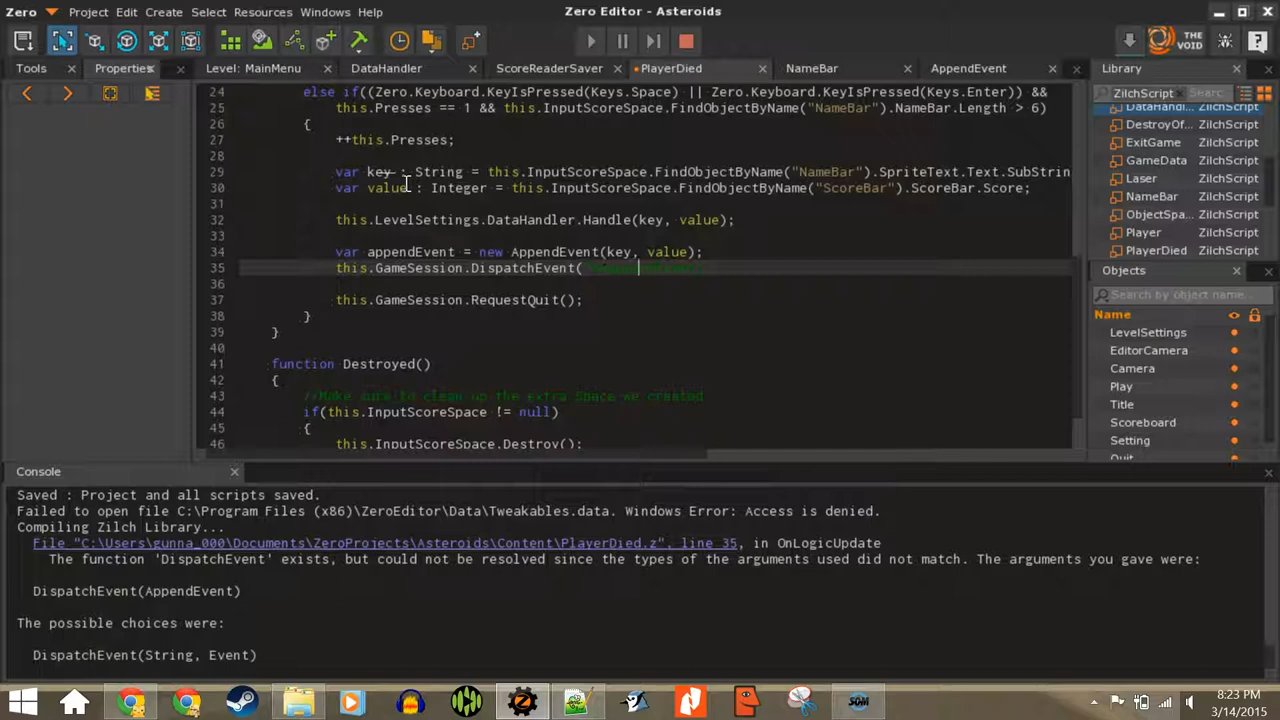 Zero Project Edit Create Select Resources Windows Help Zero Editor - Asteroids
THE VOID
Tools Properties Level: MainMenu DataHandler ScoreReaderSaver PlayerDied NameBar AppendEvent Library
24 else if((Zero.Keyboard.KeyIsPressed(Keys.Space) || Zero.Keyboard.KeyIsPressed(Keys.Enter)) &&
25 this.Presses == 1 && this.InputScoreSpace.FindObjectByName("NameBar").NameBar.Length > 6)
26 {
27 ++this.Presses;
28
29 var key : String = this.InputScoreSpace.FindObjectByName("NameBar").SpriteText.Text.SubStrin
30 var value : Integer = this.InputScoreSpace.FindObjectByName("ScoreBar").ScoreBar.Score;
31
32 this.LevelSettings.DataHandler.Handle(key, value);
33
34 var appendEvent = new AppendEvent(key, value);
35 this.GameSession.DispatchEvent(
36
37 this.GameSession.RequestQuit();
38 }
39 }
40
41 function Destroyed()
42 {
43 //Make sure to clean up the extra Space we created
44 if(this.InputScoreSpace != null)
45 {
46 this.InputScoreSpace.Destroy();
ZilchScript Searc
DataHandl... ZilchScript
DestroyOf... ZilchScript
ExitGame ZilchScript
GameData ZilchScript
Laser ZilchScript
NameBar ZilchScript
ObjectSpa... ZilchScript
Player ZilchScript
PlayerDied ZilchScript
Objects
Search by object name...
Name
LevelSettings
EditorCamera
Camera
Play
Title
Scoreboard
Setting
Quit
Console
Saved : Project and all scripts saved.
Failed to open file C:\Program Files (x86)\ZeroEditor\Data\Tweakables.data. Windows Error: Access is denied.
Compiling Zilch Library...
File "C:\Users\gunna_000\Documents\ZeroProjects\Asteroids\Content\PlayerDied.z", line 35, in OnLogicUpdate
The function 'DispatchEvent' exists, but could not be resolved since the types of the arguments used did not match. The arguments you gave were:
DispatchEvent(AppendEvent)
The possible choices were:
DispatchEvent(String, Event)
SDM
8:23 PM
3/14/2015